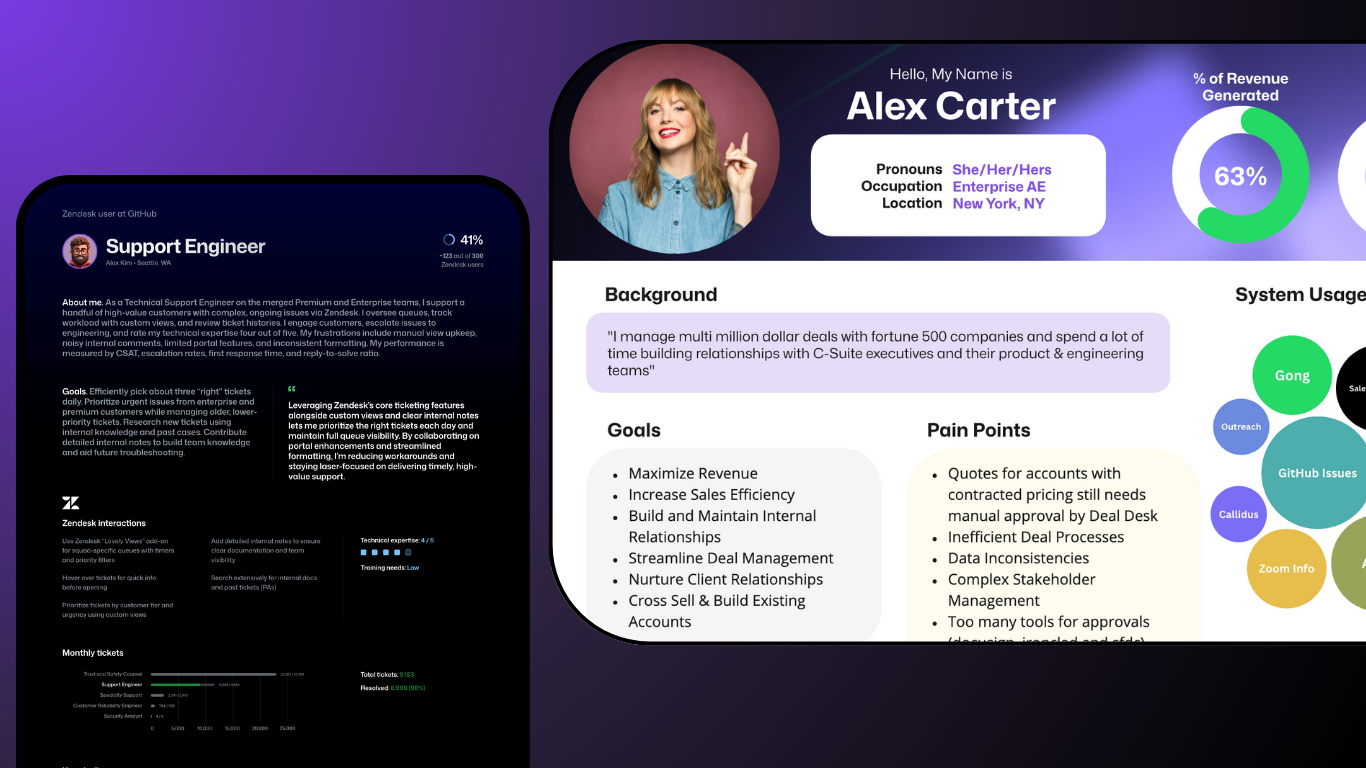 Zendesk user at GitHub
Support Engineer
Alex Kim • Seattle, WA
41%
~123 out of 300
Zendesk users
About me. As a Technical Support Engineer on the merged Premium and Enterprise teams, I support a
handful of high-value customers with complex, ongoing issues via Zendesk. I oversee queues, track
workload with custom views, and review ticket histories. I engage customers, escalate issues to
engineering, and rate my technical expertise four out of five. My frustrations include manual view upkeep,
noisy internal comments, limited portal features, and inconsistent formatting. My performance is
measured by CSAT, escalation rates, first response time, and reply-to-solve ratio.
Goals. Efficiently pick about three "right" tickets
daily. Prioritize urgent issues from enterprise and
premium customers while managing older, lower-
priority tickets. Research new tickets using
internal knowledge and past cases. Contribute
detailed internal notes to build team knowledge
and aid future troubleshooting.
“
Leveraging Zendesk's core ticketing features
alongside custom views and clear internal notes
lets me prioritize the right tickets each day and
maintain full queue visibility. By collaborating on
portal enhancements and streamlined
formatting, I'm reducing workarounds and
staying laser-focused on delivering timely, high-
value support.
Zendesk interactions
Use Zendesk "Lovely Views" add-on
for squad-specific queues with timers
and priority filters
Hover over tickets for quick info
before opening
Prioritize tickets by customer tier and
urgency using custom views
Add detailed internal notes to ensure
clear documentation and team
visibility
Search extensively for internal docs
and past tickets (PAs)
Technical expertise: 4 / 5
Training needs: Low
Monthly tickets
Trust and Safety Counsel
Support Engineer
Specialty Support
Customer Reliability Engineer
Security Analyst
4 / 5
0 5,000 10,000 15,000 20,000 25,000
Total tickets: 9,183
Resolved: 8,998 (98%)
Hello, My Name is
Alex Carter
Pronouns She/Her/Hers
Occupation Enterprise AE
Location New York, NY
% of Revenue
Generated
63%
Background
"I manage multi million dollar deals with fortune 500 companies and spend a lot of
time building relationships with C-Suite executives and their product & engineering
teams"
Goals
• Maximize Revenue
• Increase Sales Efficiency
• Build and Maintain Internal
Relationships
• Streamline Deal Management
• Nurture Client Relationships
• Cross Sell & Build Existing
Accounts
Pain Points
• Quotes for accounts with
contracted pricing still needs
manual approval by Deal Desk
• Inefficient Deal Processes
• Data Inconsistencies
• Complex Stakeholder
Management
• Too many tools for approvals
(docusign, ironclad and sfdc)
System Usage
Gong
Sale
Outreach
GitHub Issues
Callidus
Zoom Info
A